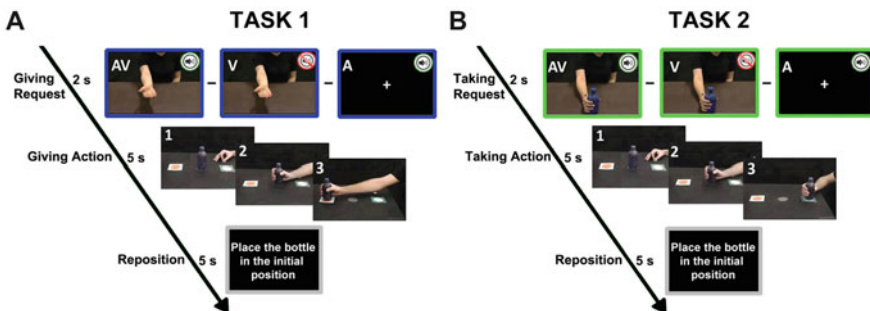 A
TASK 1
Giving
Request
2 s
AV
V
A
Giving Action
5 s
1
2
3
Reposition
5 s
Place the bottle
in the initial
position
B
TASK 2
Taking
Request
2 s
AV
V
A
Taking Action
5 s
1
2
3
Reposition
5 s
Place the bottle
in the initial
position